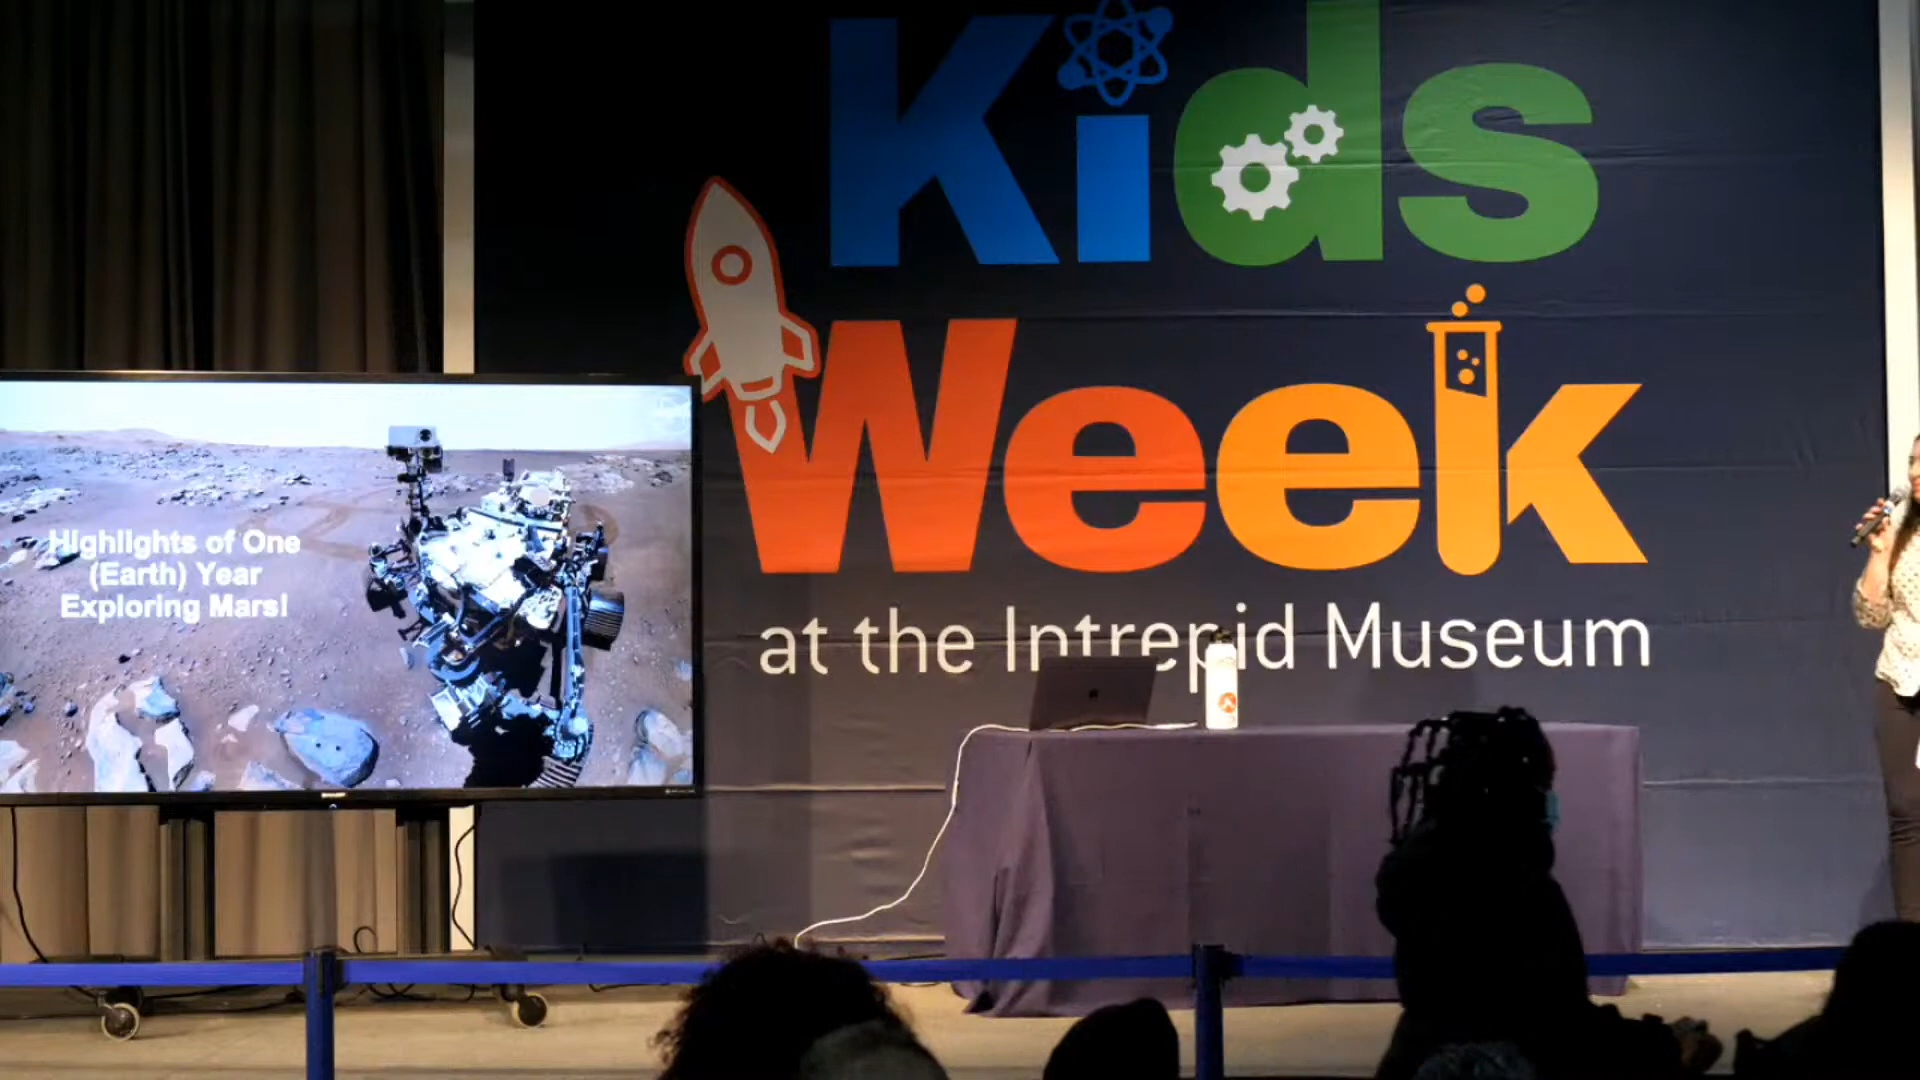 Kids
Week
at the Intrepid Museum
Highlights of One
(Earth) Year
Exploring Mars!